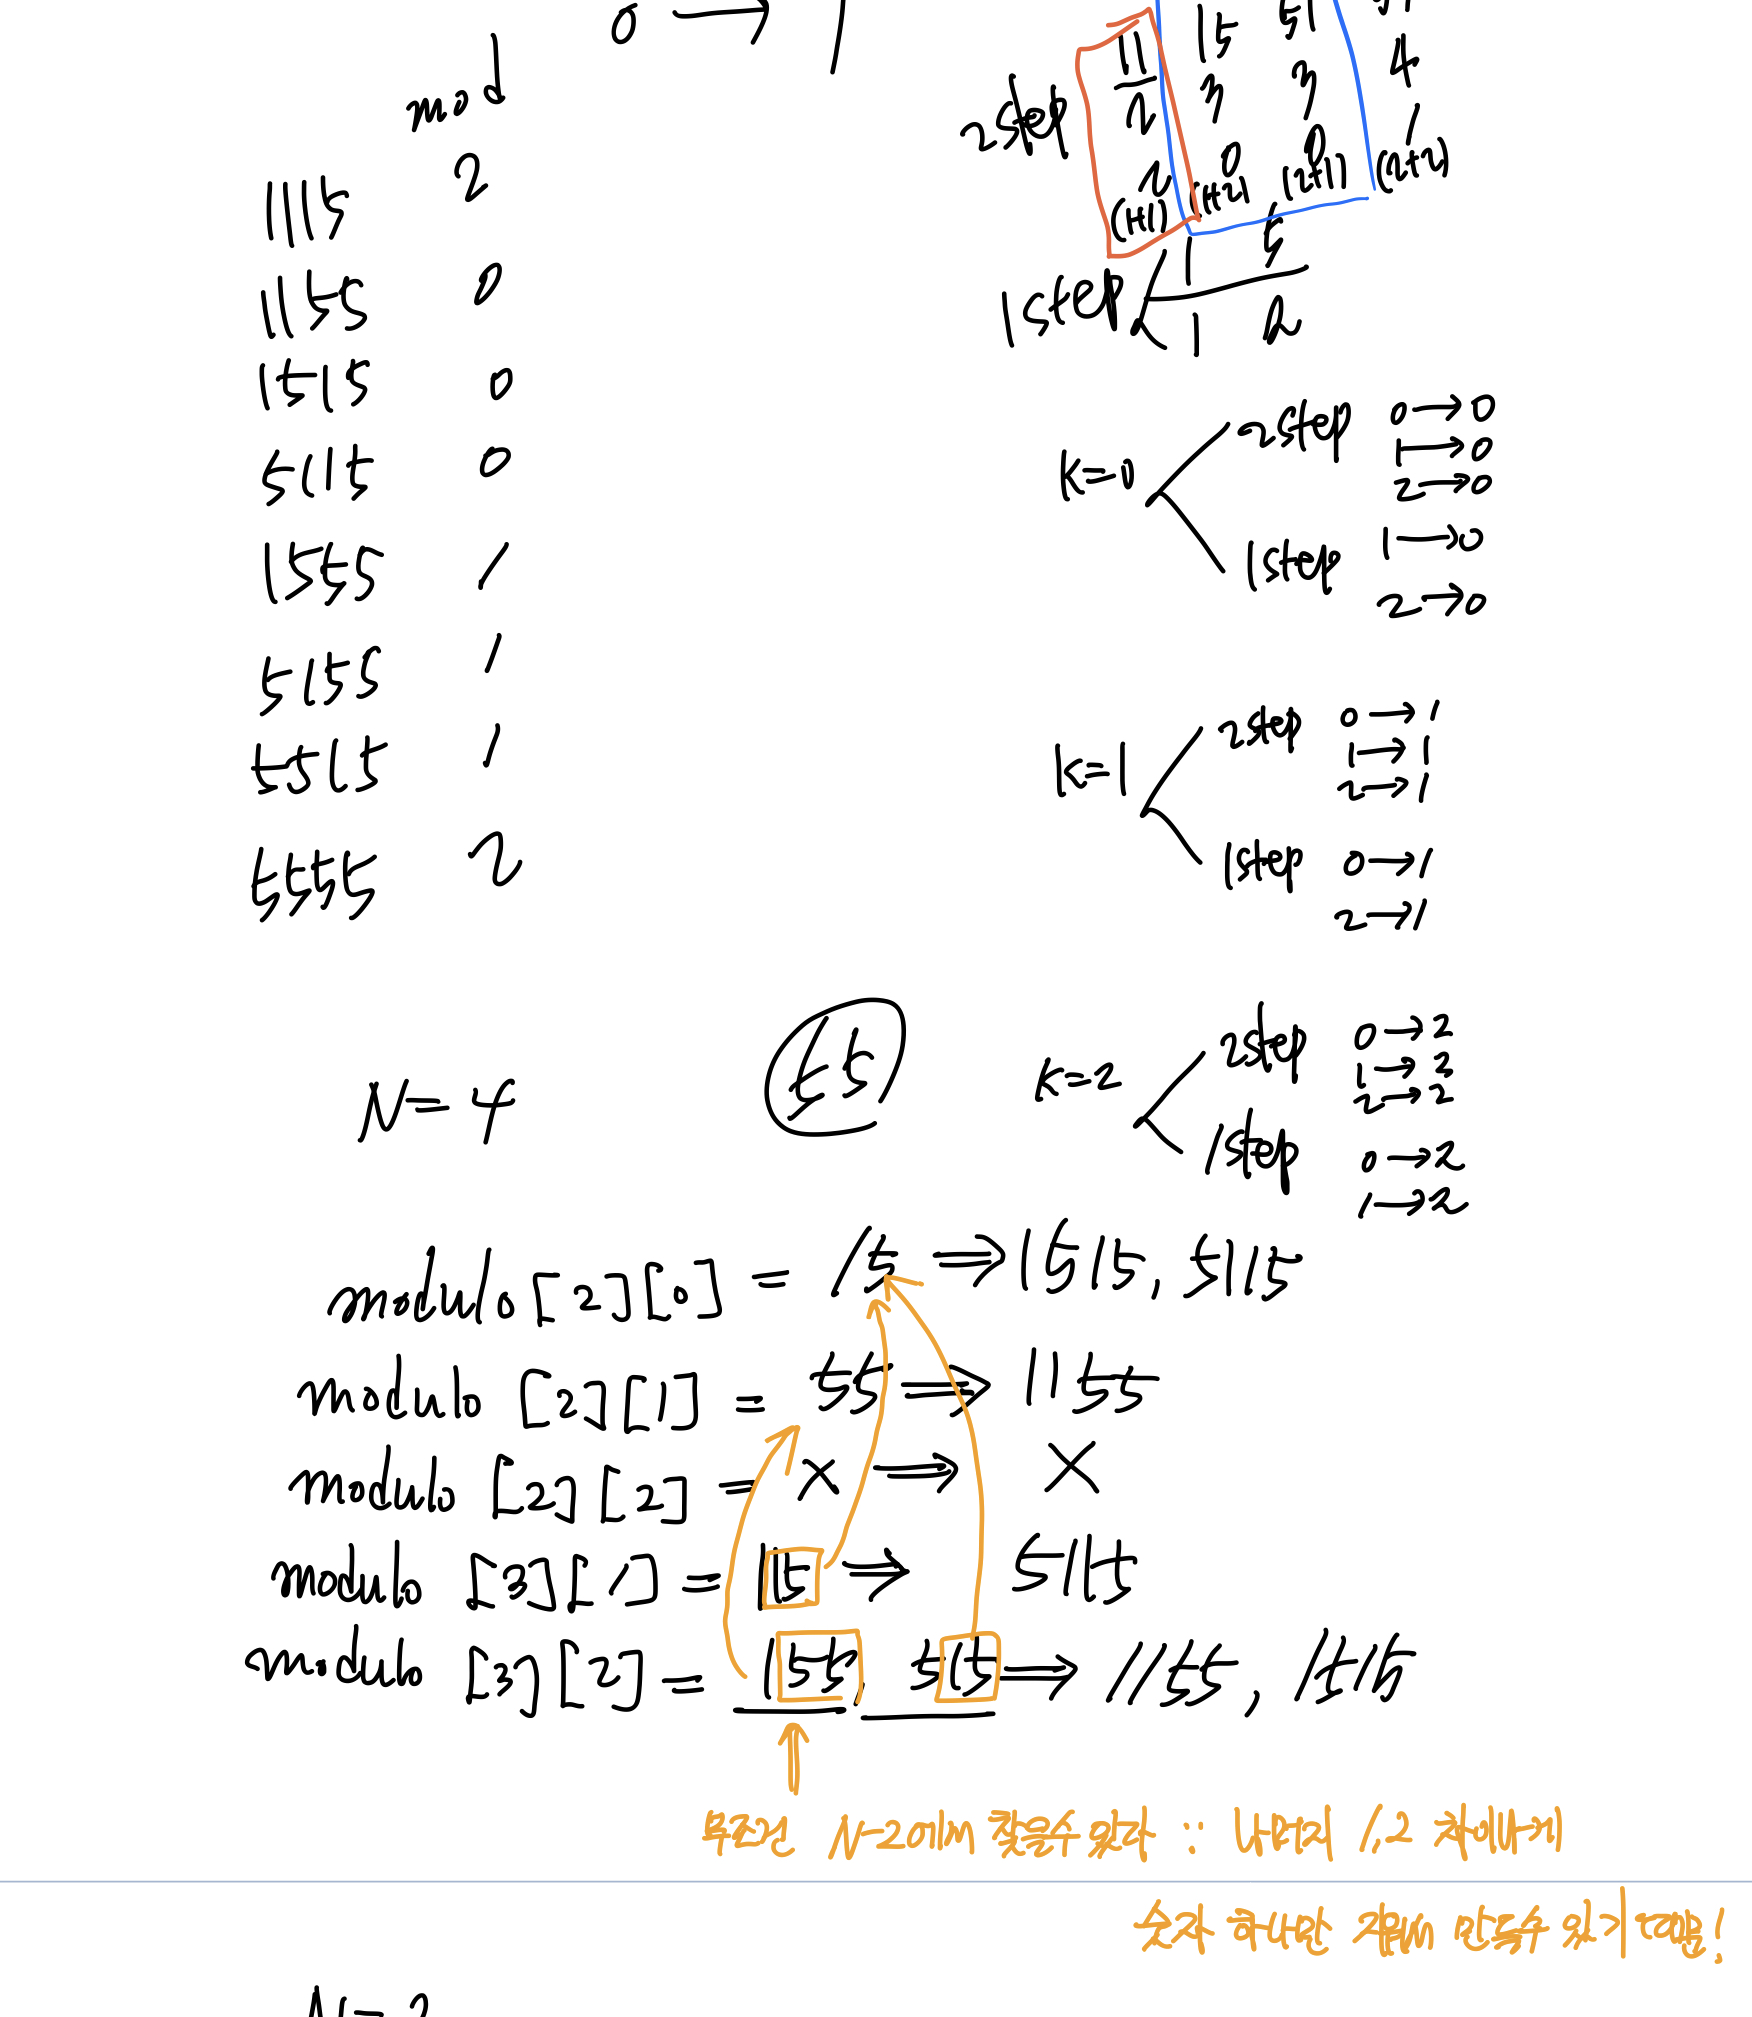 0 → 1
mod
1115 2
1155 0
1515 0
5115 0
1555 1
5155 1
5515 1
5555 2
11 15 51
2step 2 3 3 4
2 0 0 1
(1+1) (1+2) (2+1) (2+2)
1step 1 5
1 2
K=0 2step 0→0
1→0
2→0
1step 1→0
2→0
K=1 2step 0→1
1→1
2→1
1step 0→1
2→1
K=2 2step 0→2
1→2
2→2
1step 0→2
1→2
N=4
55
modulo [2][0] = 15 ⇒ 1515, 5115
modulo [2][1] = 55 ⇒ 1155
modulo [2][2] = X ⇒ X
modulo [3][1] = 115 ⇒ 5115
modulo [3][2] = 155, 515 ⇒ 1155, 1515
무조건 N-2에서 찾을수 있다 ∵ 나머지 1,2 차이나서
숫자 하나만 제외 만들수 있기 때문!